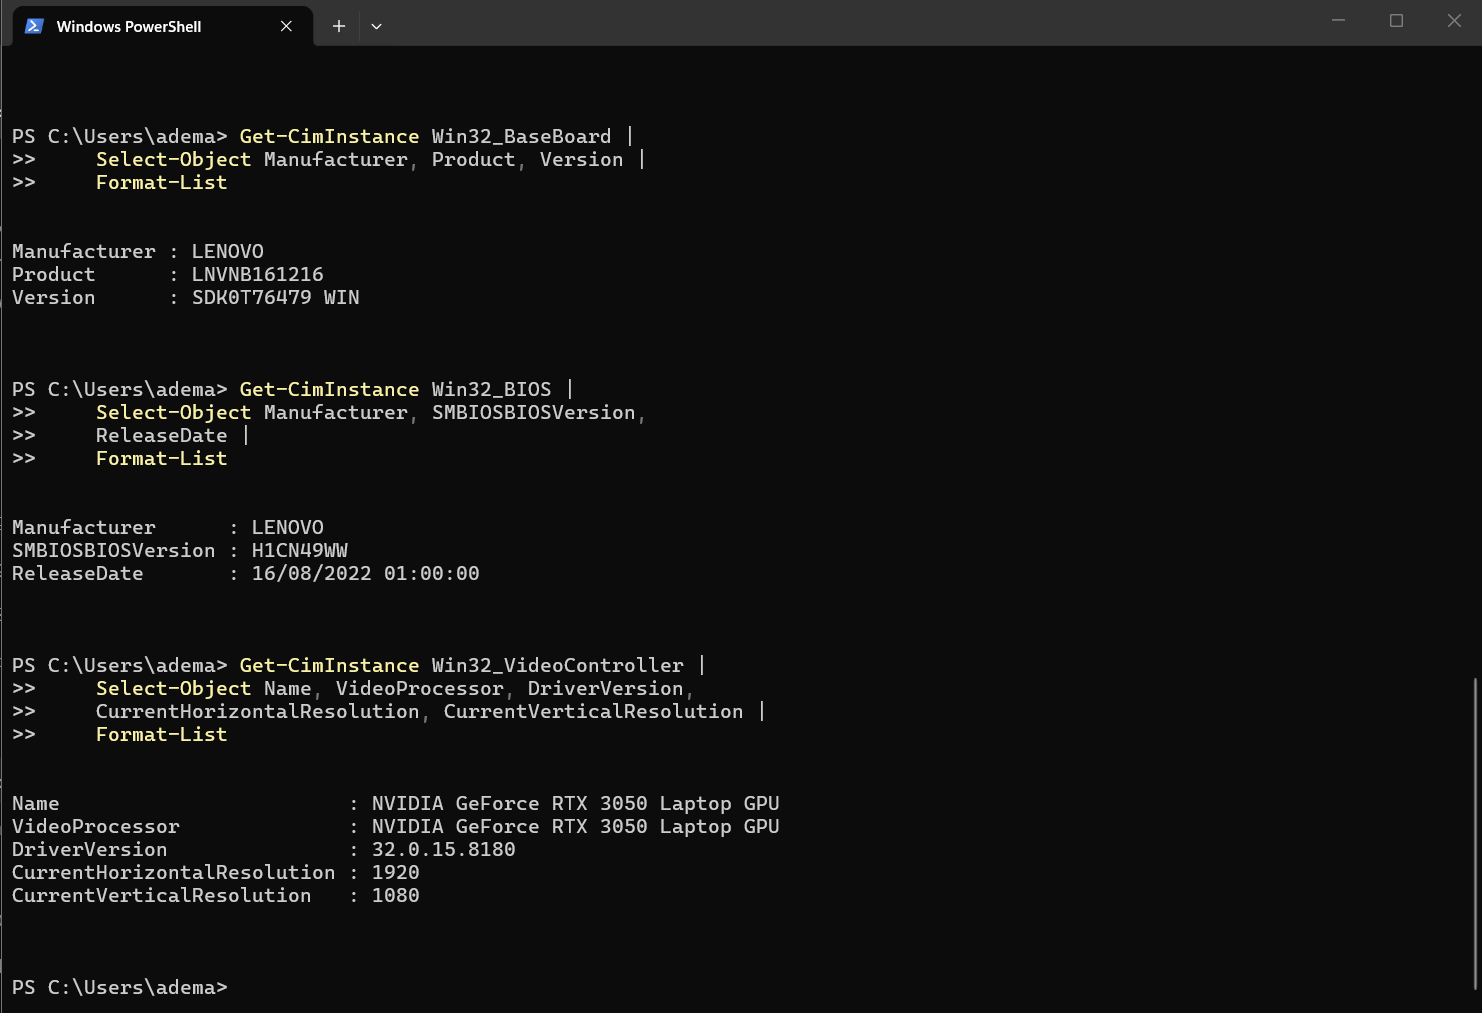 Windows PowerShell
PS C:\Users\adema> Get-CimInstance Win32_BaseBoard |
>>     Select-Object Manufacturer, Product, Version |
>>     Format-List
Manufacturer : LENOVO
Product      : LNVNB161216
Version      : SDK0T76479 WIN
PS C:\Users\adema> Get-CimInstance Win32_BIOS |
>>     Select-Object Manufacturer, SMBIOSBIOSVersion,
>>     ReleaseDate |
>>     Format-List
Manufacturer      : LENOVO
SMBIOSBIOSVersion : H1CN49WW
ReleaseDate       : 16/08/2022 01:00:00
PS C:\Users\adema> Get-CimInstance Win32_VideoController |
>>     Select-Object Name, VideoProcessor, DriverVersion,
>>     CurrentHorizontalResolution, CurrentVerticalResolution |
>>     Format-List
Name                        : NVIDIA GeForce RTX 3050 Laptop GPU
VideoProcessor              : NVIDIA GeForce RTX 3050 Laptop GPU
DriverVersion               : 32.0.15.8180
CurrentHorizontalResolution : 1920
CurrentVerticalResolution   : 1080
PS C:\Users\adema>